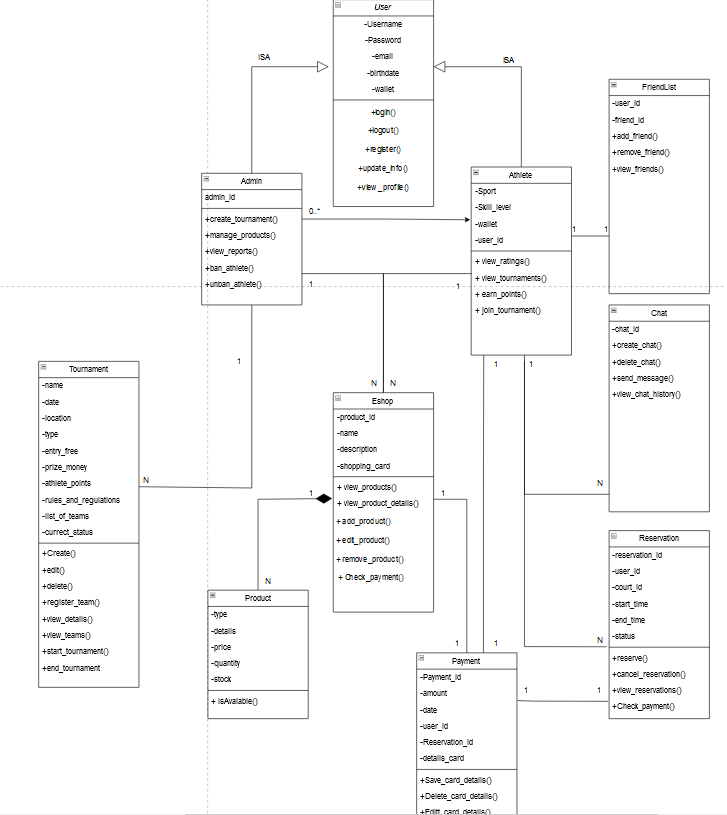 User
-Username
-Password
-email
-birthdate
-wallet
+login()
+logout()
+register()
+update_info()
+view_profile()
ISA
ISA
FriendList
-user_id
-friend_id
+add_friend()
+remove_friend()
+view_friends()
Admin
admin_id
+create_tournament()
+manage_products()
+view_reports()
+ban_athlete()
+unban_athlete()
0..*
Athlete
-Sport
-Skill_level
-wallet
-user_id
+ view_ratings()
+ view_tournaments()
+ earn_points()
+ join_tournament()
1
1
1
1
Chat
-chat_id
+create_chat()
+delete_chat()
+send_message()
+view_chat_history()
1
1
1
N
N
N
N
Tournament
-name
-date
-location
-type
-entry_free
-prize_money
-athlete_points
-rules_and_regulations
-list_of_teams
-currect_status
+Create()
+edit()
+delete()
+register_team()
+view_details()
+view_teams()
+start_tournament()
+end_tournament
Eshop
-product_id
-name
-description
-shopping_card
+ view_products()
+ view_product_details()
+add_product()
+edit_product()
+remove_product()
+ Check_payment()
1
1
N
Product
-type
-details
-price
-quantity
-stock
+ isAvaiable()
Reservation
-reservation_id
-user_id
-court_id
-start_time
-end_time
-status
+reserve()
+cancel_reservation()
+view_reservations()
+Check_payment()
N
1
1
1
1
Payment
-Payment_id
-amount
-date
-user_id
-Reservation_id
-details_card
+Save_card_details()
+Delete_card_details()
+Editt_card_details()